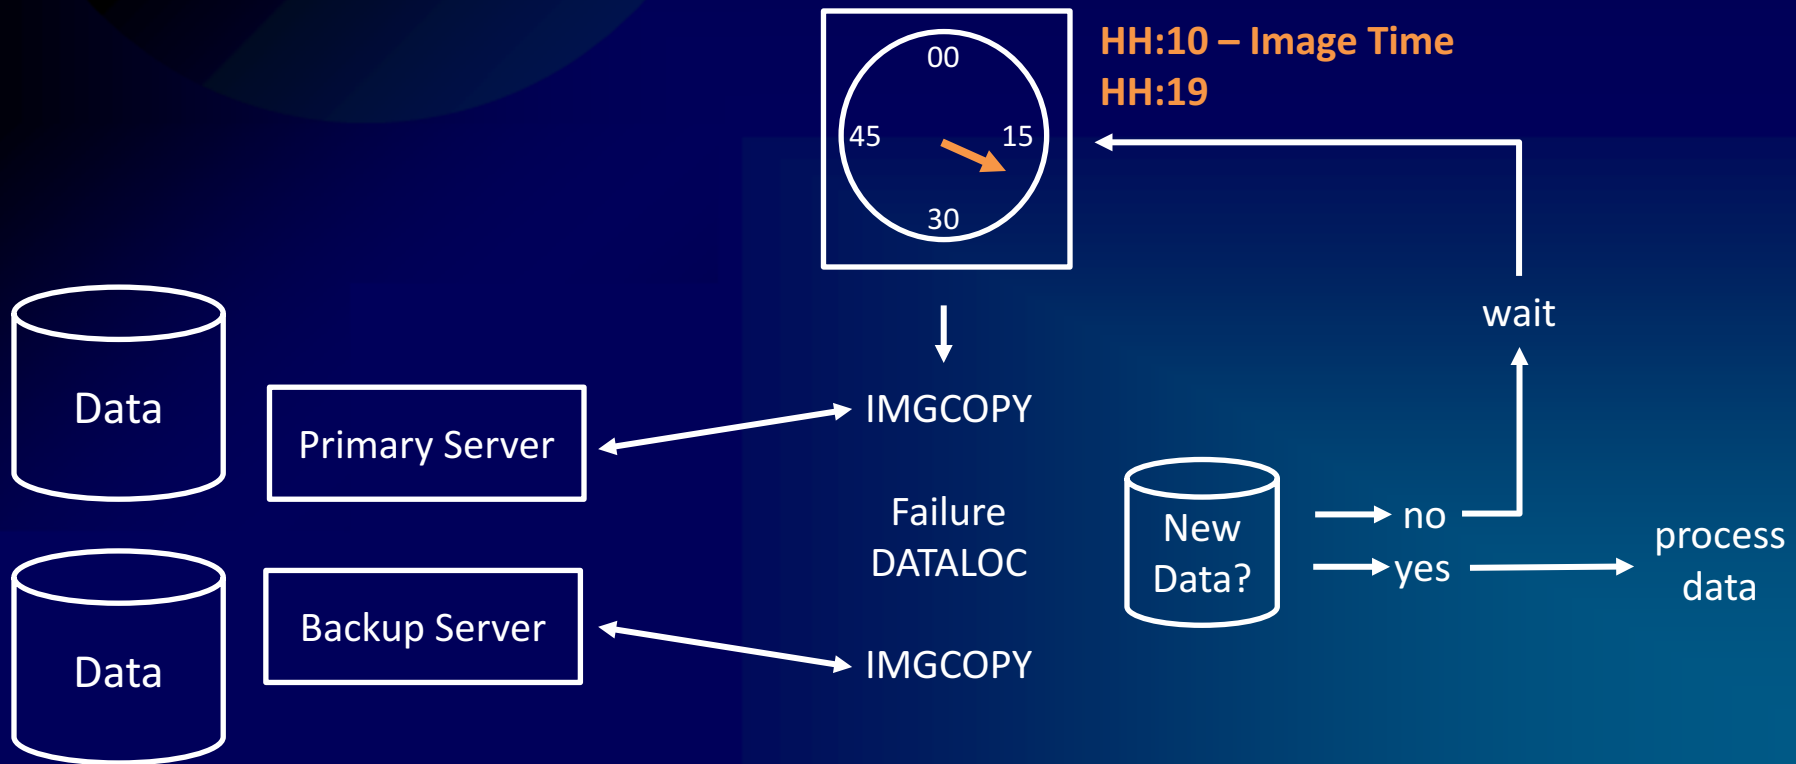 HH:10 – Image Time
HH:19
00
45
15
30
wait
Data
Primary Server
IMGCOPY
Failure
DATALOC
New
Data?
no
yes
process
data
Data
Backup Server
IMGCOPY